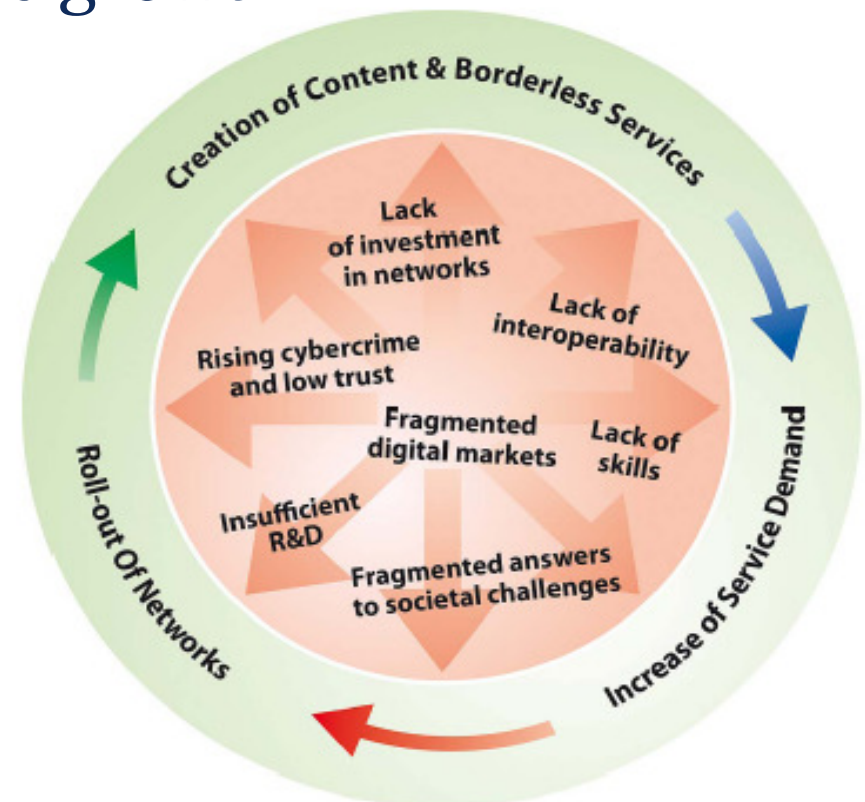 Creation of Content & Borderless Services
Lack
of investment
in networks
Lack of
interoperability
Rising cybercrime
and low trust
Fragmented
digital markets
Lack of
skills
Insufficient
R&D
Fragmented answers
to societal challenges
Increase of Service Demand
Roll-out Of Networks